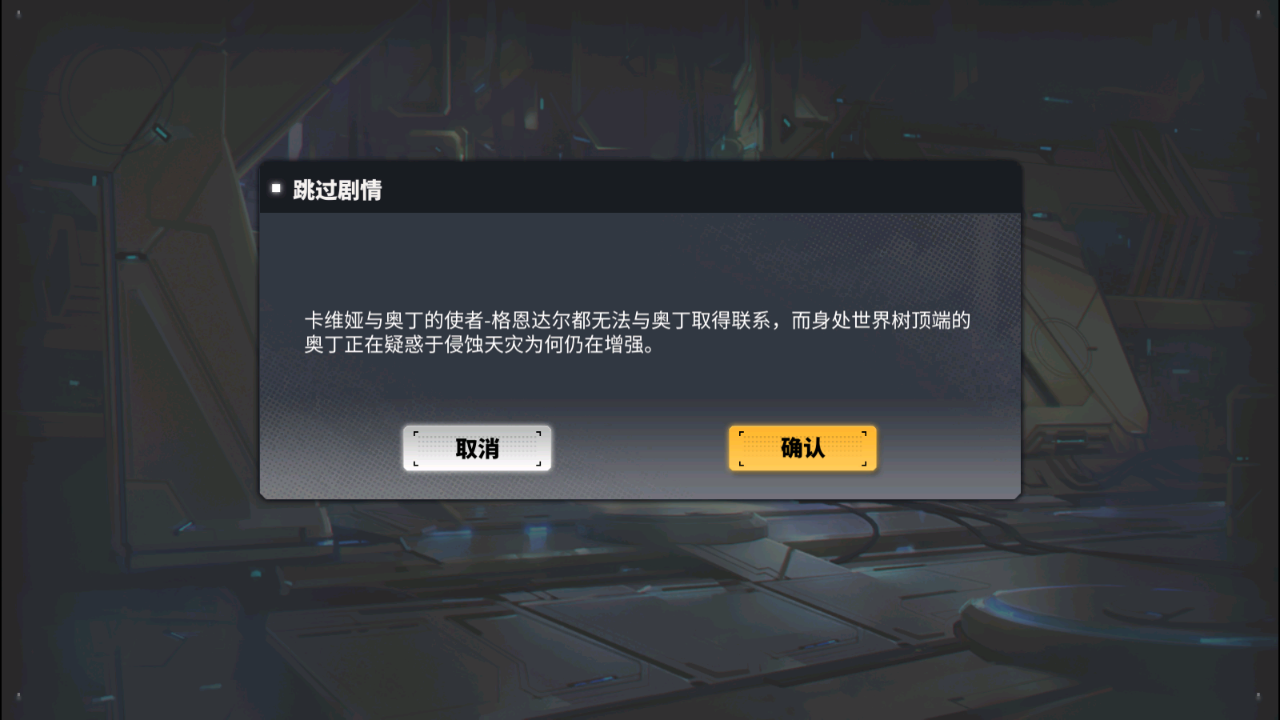 跳过剧情
卡维娅与奥丁的使者-格恩达尔都无法与奥丁取得联系，而身处世界树顶端的
奥丁正在疑惑于侵蚀天灾为何仍在增强。
取消
确认